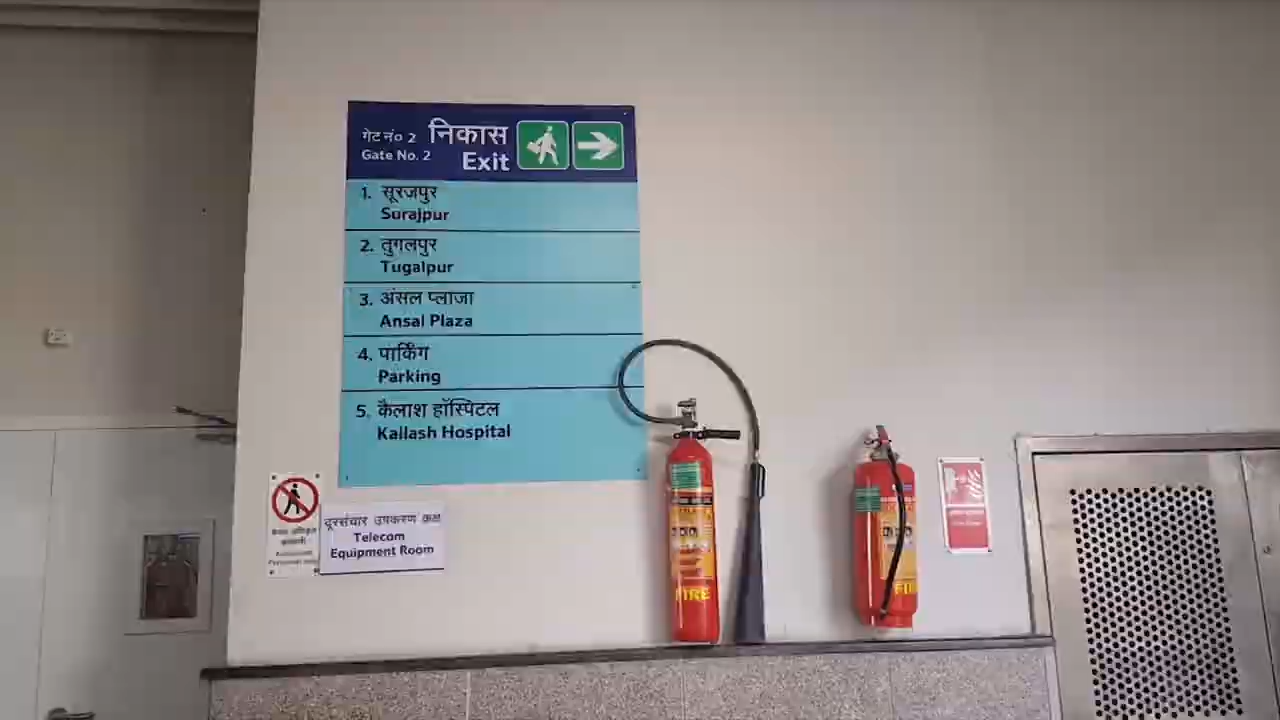 गेट नं० 2
Gate No. 2
निकास
Exit
1. सूरजपुर
Surajpur
2. तुगलपुर
Tugalpur
3. अंसल प्लाजा
Ansal Plaza
4. पार्किंग
Parking
5. कैलाश हॉस्पिटल
Kailash Hospital
दूरसंचार उपकरण कक्ष
Telecom
Equipment Room
FIRE